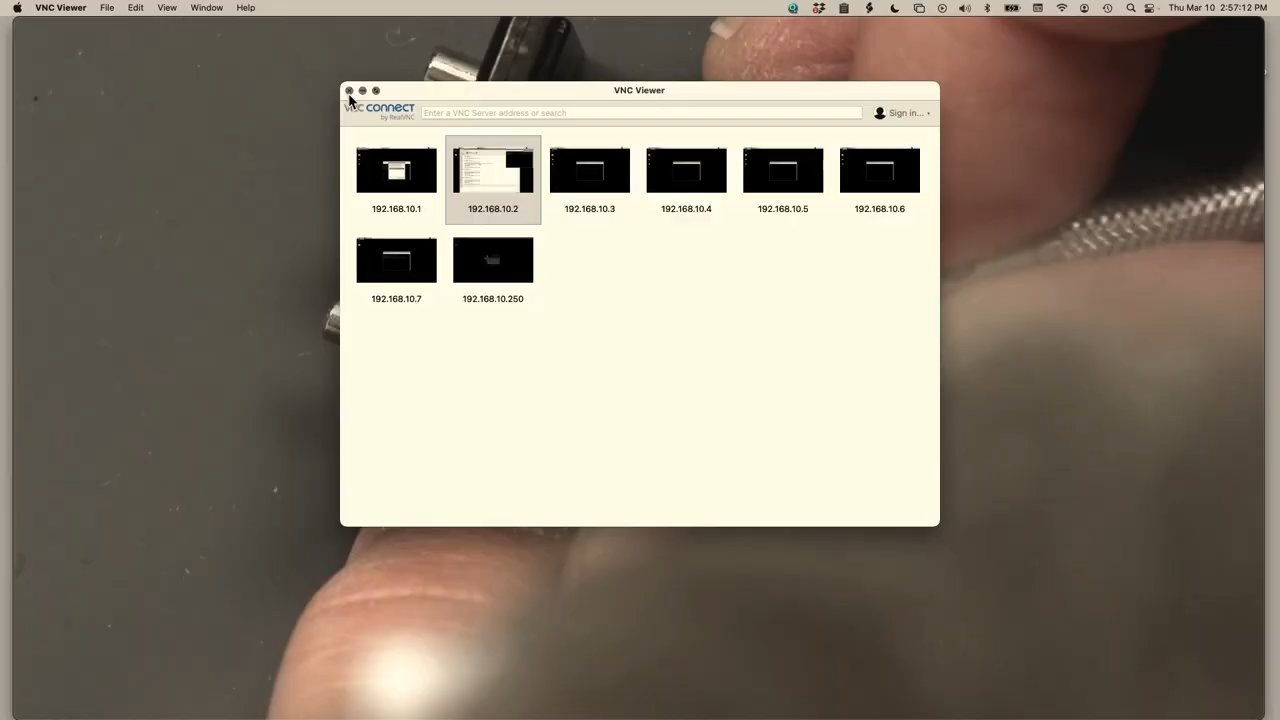 VNC Viewer File Edit View Window Help Thu Mar 10 2:57:12 PM
VNC Viewer
VNC CONNECT
by RealVNC
Enter a VNC Server address or search
Sign in...
192.168.10.1 192.168.10.2 192.168.10.3 192.168.10.4 192.168.10.5 192.168.10.6
192.168.10.7 192.168.10.250